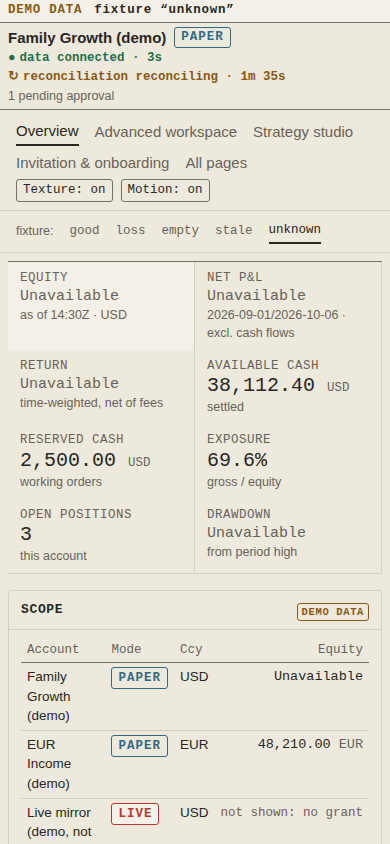 DEMO DATA fixture “unknown”
Family Growth (demo) PAPER
● data connected · 3s
↻ reconciliation reconciling · 1m 35s
1 pending approval
Overview Advanced workspace Strategy studio
Invitation & onboarding All pages
Texture: on Motion: on
fixture: good loss empty stale unknown
EQUITY
Unavailable
as of 14:30Z · USD
NET P&L
Unavailable
2026-09-01/2026-10-06 ·
excl. cash flows
RETURN
Unavailable
time-weighted, net of fees
AVAILABLE CASH
38,112.40 USD
settled
RESERVED CASH
2,500.00 USD
working orders
EXPOSURE
69.6%
gross / equity
OPEN POSITIONS
3
this account
DRAWDOWN
Unavailable
from period high
SCOPE DEMO DATA
Account Mode Ccy Equity
Family PAPER USD Unavailable
Growth
(demo)
EUR PAPER EUR 48,210.00 EUR
Income
(demo)
Live mirror LIVE USD not shown: no grant
(demo, not